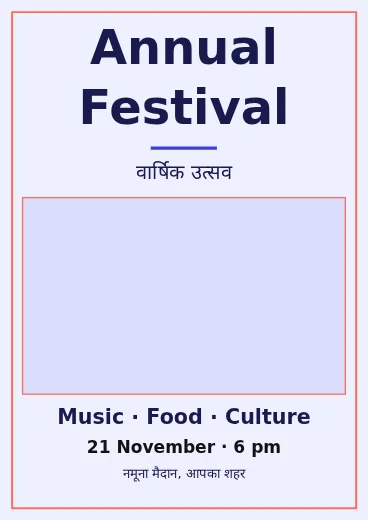 Annual
Festival
वार्षिक उत्सव
Music · Food · Culture
21 November · 6 pm
नमूना मैदान, आपका शहर